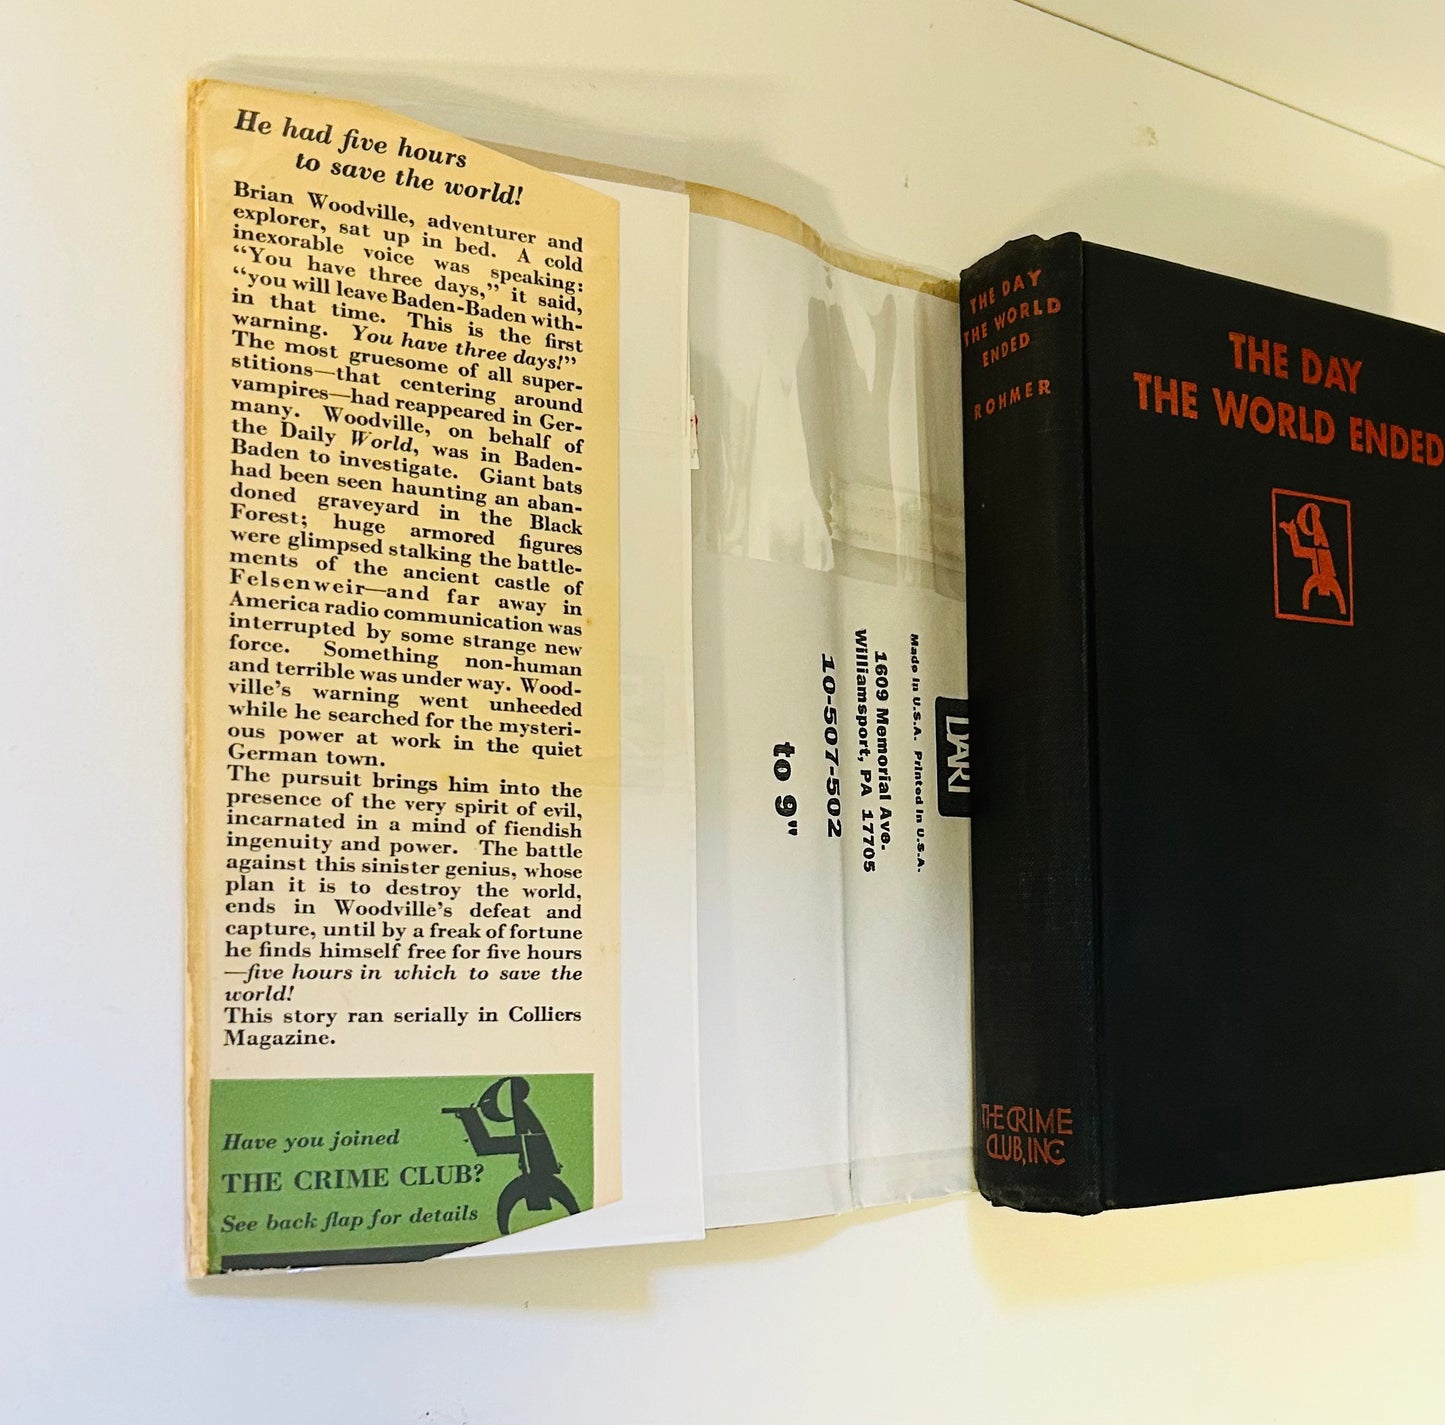 He had five hours
to save the world!
Brian Woodville, adventurer and
explorer, sat up in bed. A cold
inexorable voice was speaking:
“You have three days,” it said,
“you will leave Baden-Baden with-
in that time. This is the first
warning. You have three days!”
The most gruesome of all super-
stitions—that centering around
vampires—had reappeared in Ger-
many. Woodville, on behalf of
the Daily World, was in Baden-
Baden to investigate. Giant bats
had been seen haunting an aban-
doned graveyard in the Black
Forest; huge armored figures
were glimpsed stalking the battle-
ments of the ancient castle of
Felsenweir—and far away in
America radio communication was
interrupted by some strange new
force. Something non-human
and terrible was under way. Wood-
ville’s warning went unheeded
while he searched for the mysteri-
ous power at work in the quiet
German town.
The pursuit brings him into the
presence of the very spirit of evil,
incarnated in a mind of fiendish
ingenuity and power. The battle
against this sinister genius, whose
plan it is to destroy the world,
ends in Woodville’s defeat and
capture, until by a freak of fortune
he finds himself free for five hours
—five hours in which to save the
world!
This story ran serially in Colliers
Magazine.
Have you joined
THE CRIME CLUB?
See back flap for details
to 9"
10-507-502
1609 Memorial Ave.
Williamsport, PA 17705
Made in U.S.A. Printed in U.S.A.
THE DAY
THE WORLD
ENDED
ROHMER
THE CRIME
CLUB, INC
THE DAY
THE WORLD ENDED